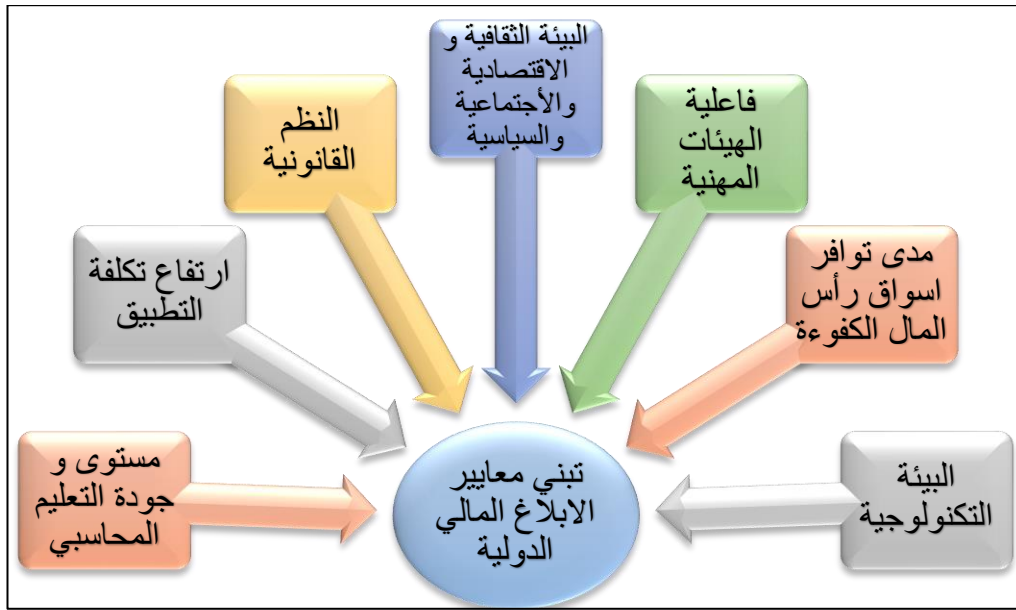 البيئة الثقافية و
الاقتصادية
والأجتماعية
والسياسية
فاعلية
الهيئات
المهنية
النظم
القانونية
مدى توافر
اسواق رأس
المال الكفوءة
ارتفاع تكلفة
التطبيق
البيئة
التكنولوجية
مستوى و
جودة التعليم
المحاسبي
تبني معايير
الابلاغ المالي
الدولية